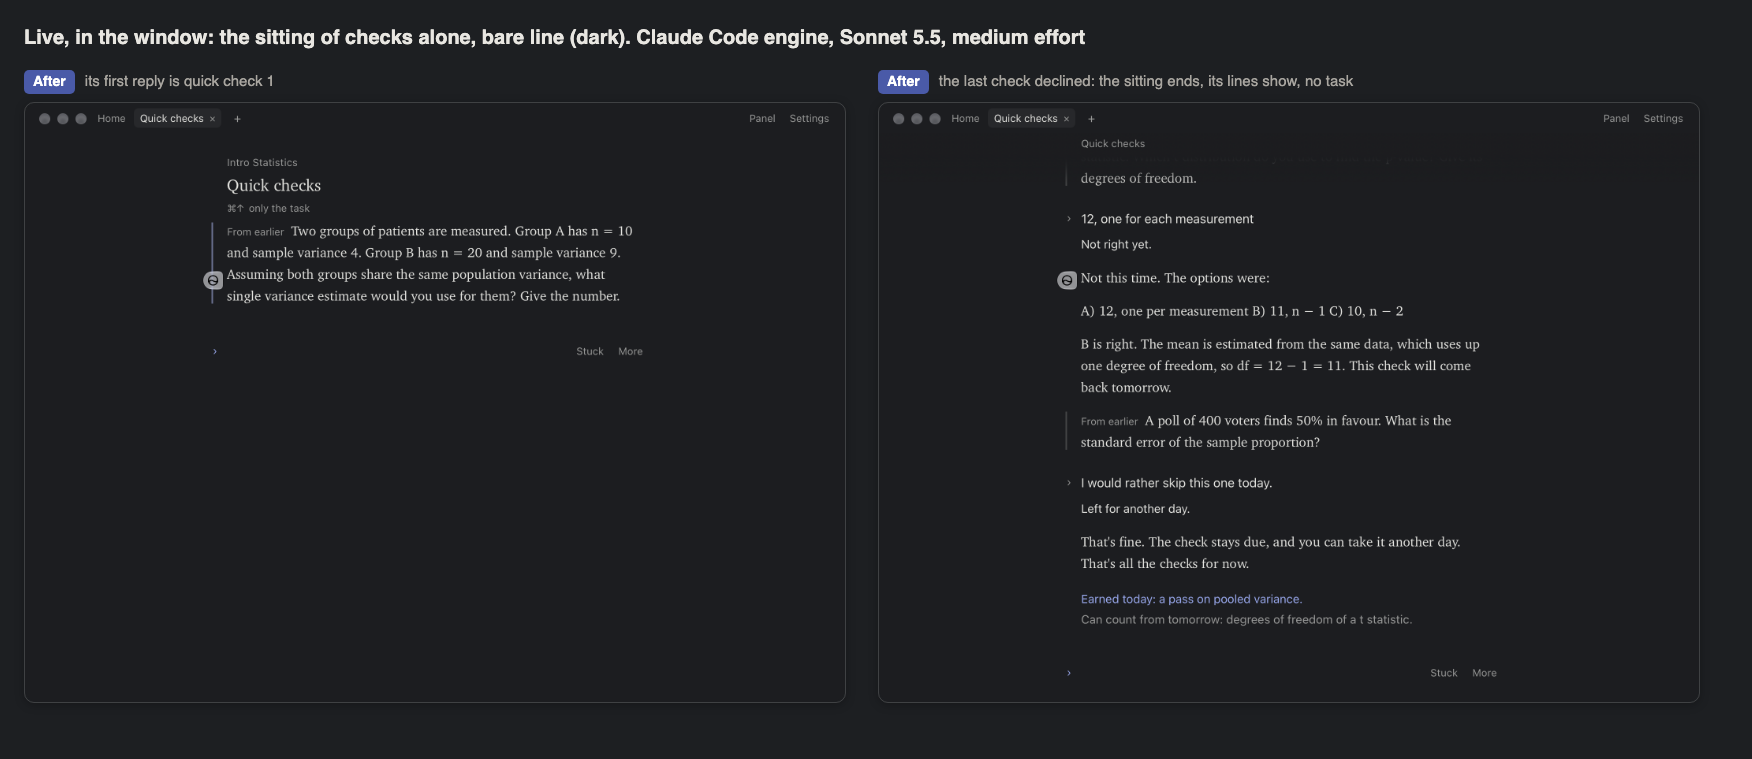 Live, in the window: the sitting of checks alone, bare line (dark). Claude Code engine, Sonnet 5.5, medium effort
After its first reply is quick check 1
Home Quick checks × + Panel Settings
Intro Statistics
Quick checks
⌘↑ only the task
From earlier Two groups of patients are measured. Group A has n = 10
and sample variance 4. Group B has n = 20 and sample variance 9.
Assuming both groups share the same population variance, what
single variance estimate would you use for them? Give the number.
› Stuck More
After the last check declined: the sitting ends, its lines show, no task
Home Quick checks × + Panel Settings
Quick checks
degrees of freedom.
› 12, one for each measurement
Not right yet.
Not this time. The options were:
A) 12, one per measurement B) 11, n − 1 C) 10, n − 2
B is right. The mean is estimated from the same data, which uses up
one degree of freedom, so df = 12 − 1 = 11. This check will come
back tomorrow.
From earlier A poll of 400 voters finds 50% in favour. What is the
standard error of the sample proportion?
› I would rather skip this one today.
Left for another day.
That's fine. The check stays due, and you can take it another day.
That's all the checks for now.
Earned today: a pass on pooled variance.
Can count from tomorrow: degrees of freedom of a t statistic.
› Stuck More